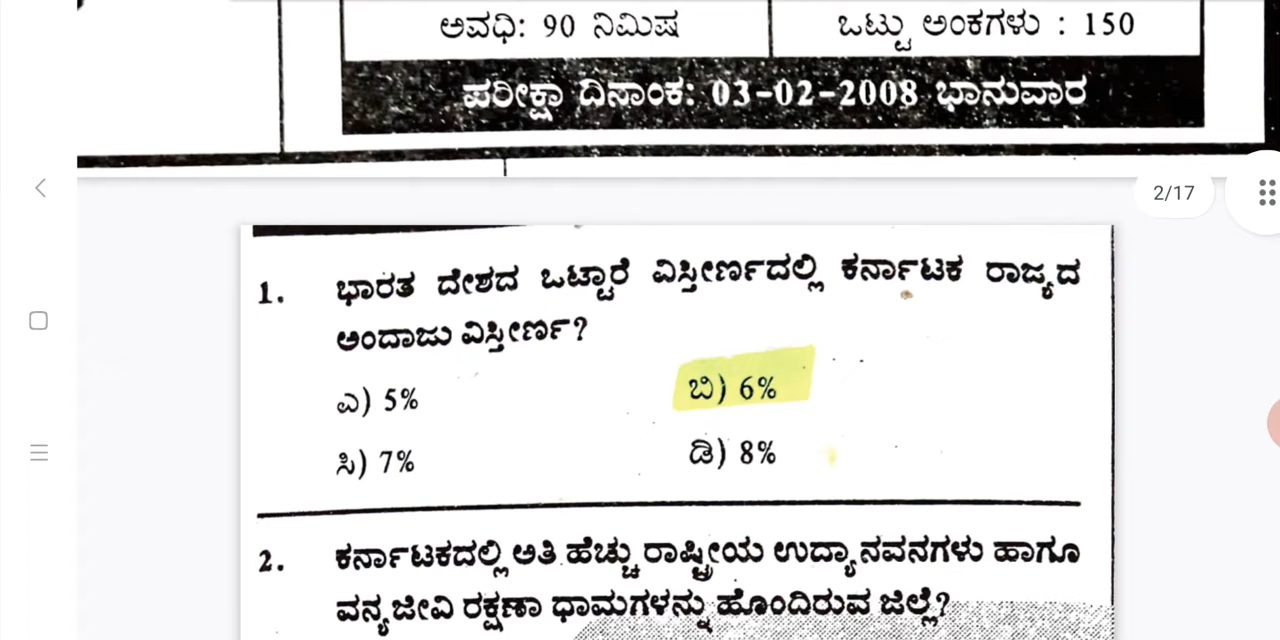 ಅವಧಿ: 90 ನಿಮಿಷ
ಒಟ್ಟು ಅಂಕಗಳು : 150
ಪರೀಕ್ಷಾ ದಿನಾಂಕ: 03-02-2008 ಭಾನುವಾರ
2/17
1. ಭಾರತ ದೇಶದ ಒಟ್ಟಾರೆ ವಿಸ್ತೀರ್ಣದಲ್ಲಿ ಕರ್ನಾಟಕ ರಾಜ್ಯದ
ಅಂದಾಜು ವಿಸ್ತೀರ್ಣ?
ಎ) 5%
ಬಿ) 6%
ಸಿ) 7%
ಡಿ) 8%
2. ಕರ್ನಾಟಕದಲ್ಲಿ ಅತಿ ಹೆಚ್ಚು ರಾಷ್ಟ್ರೀಯ ಉದ್ಯಾನವನಗಳು ಹಾಗೂ
ವನ್ಯಜೀವಿ ರಕ್ಷಣಾ ಧಾಮಗಳನ್ನು ಹೊಂದಿರುವ ಜಿಲ್ಲೆ?